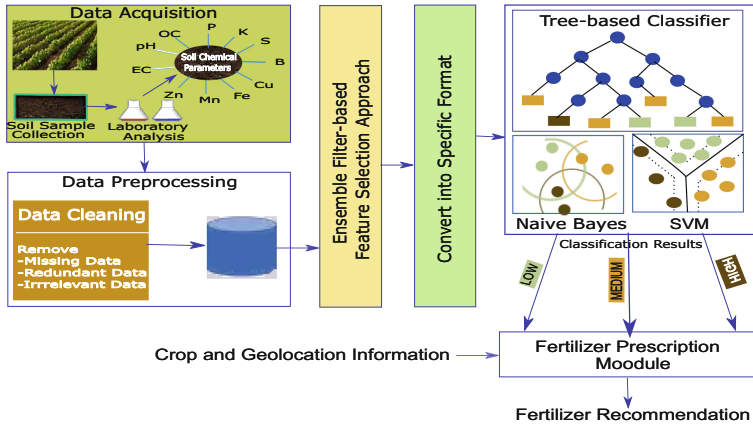 Data Acquisition
Soil Sample
Collection
Laboratory
Analysis
Soil Chemical
Parameters
EC
pH
OC
P
K
S
B
Cu
Fe
Mn
Zn
Data Preprocessing
Data Cleaning
Remove
-Missing Data
-Redundant Data
-Irrrelevant Data
Ensemble Filter-based
Feature Selection Approach
Convert into Specific Format
Tree-based Classifier
Naive Bayes
SVM
Classification Results
LOW
MEDIUM
HIGH
Crop and Geolocation Information
Fertilizer Prescription
Moodule
Fertilizer Recommendation